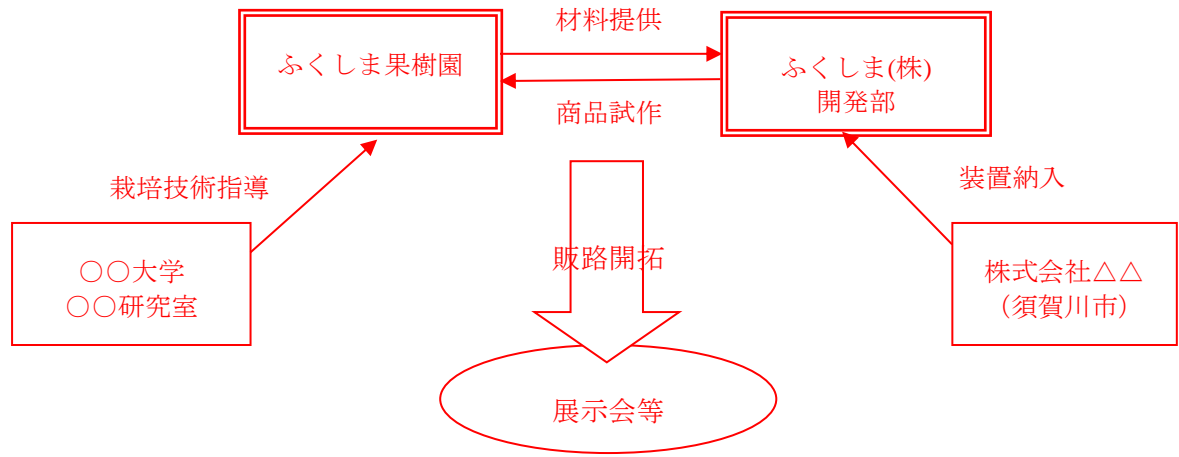 材料提供
ふくしま果樹園
ふくしま(株)
開発部
商品試作
栽培技術指導
装置納入
〇〇大学
〇〇研究室
販路開拓
株式会社△△
（須賀川市）
展示会等